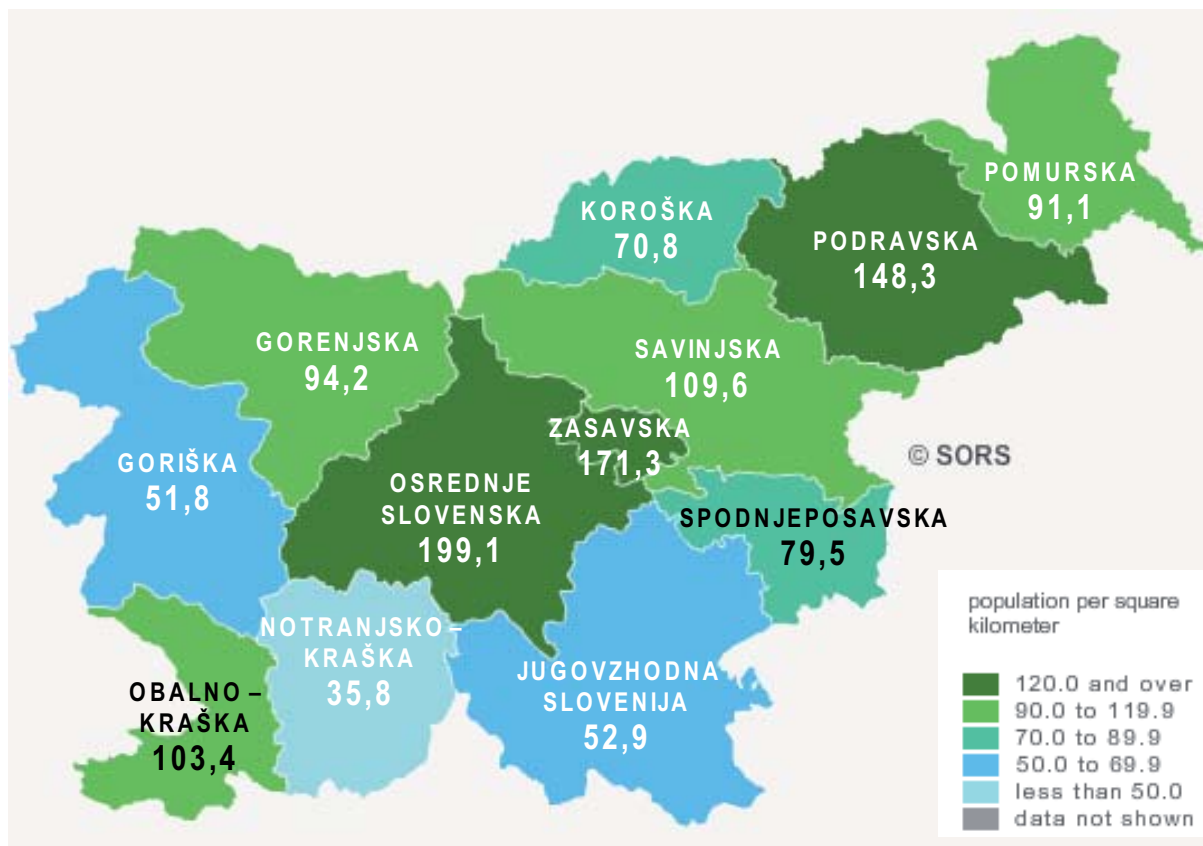 POMURSKA
91,1
KOROŠKA
70,8
PODRAVSKA
148,3
GORENJSKA
94,2
SAVINJSKA
109,6
ZASAVSKA
171,3
GORIŠKA
51,8
© SORS
OSREDNJE
SLOVENSKA
199,1
SPODNJEPOSAVSKA
79,5
NOTRANJSKO –
KRAŠKA
35,8
JUGOVZHODNA
SLOVENIJA
52,9
OBALNO –
KRAŠKA
103,4
population per square
kilometer
120.0 and over
90.0 to 119.9
70.0 to 89.9
50.0 to 69.9
less than 50.0
data not shown